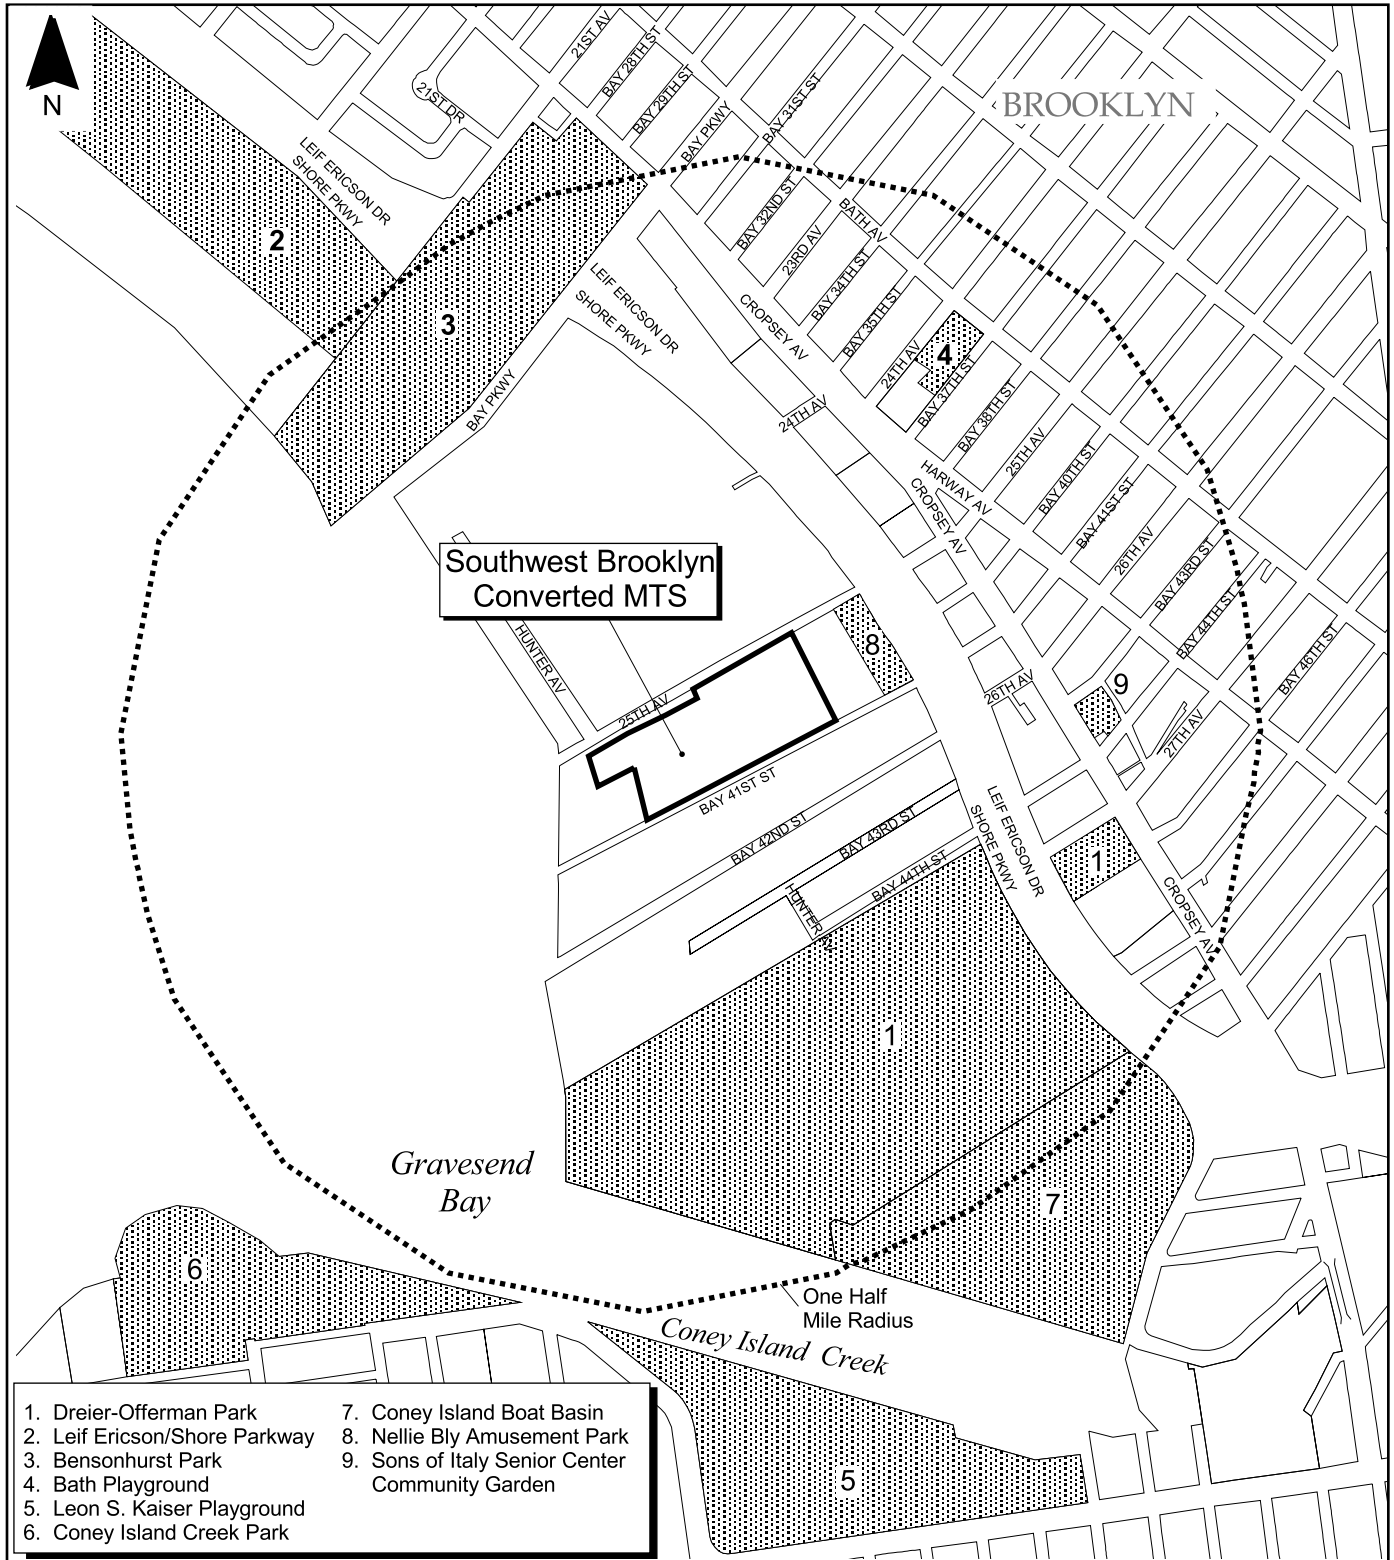 N
BROOKLYN
21ST AV
BAY 28TH ST
BAY 29TH ST
BAY PKWY
BAY 31ST ST
21ST DR
LEIF ERICSON DR
SHORE PKWY
2
3
BAY 32ND ST
BATH AV
23RD AV
BAY 34TH ST
LEIF ERICSON DR
SHORE PKWY
CROPSEY AV
BAY 35TH ST
24TH AV
4
BAY 37TH ST
BAY 38TH ST
BAY PKWY
24TH AV
25TH AV
BAY 40TH ST
HARWAY AV
CROPSEY AV
BAY 41ST ST
26TH AV
BAY 43RD ST
BAY 44TH ST
BAY 46TH ST
Southwest Brooklyn
Converted MTS
HUNTER AV
8
25TH AV
26TH AV
9
27TH AV
BAY 41ST ST
BAY 42ND ST
BAY 43RD ST
BAY 44TH ST
HUNTER AV
LEIF ERICSON DR
SHORE PKWY
1
CROPSEY AV
1
Gravesend
Bay
7
6
One Half
Mile Radius
Coney Island Creek
5
1. Dreier-Offerman Park
2. Leif Ericson/Shore Parkway
3. Bensonhurst Park
4. Bath Playground
5. Leon S. Kaiser Playground
6. Coney Island Creek Park
7. Coney Island Boat Basin
8. Nellie Bly Amusement Park
9. Sons of Italy Senior Center
Community Garden